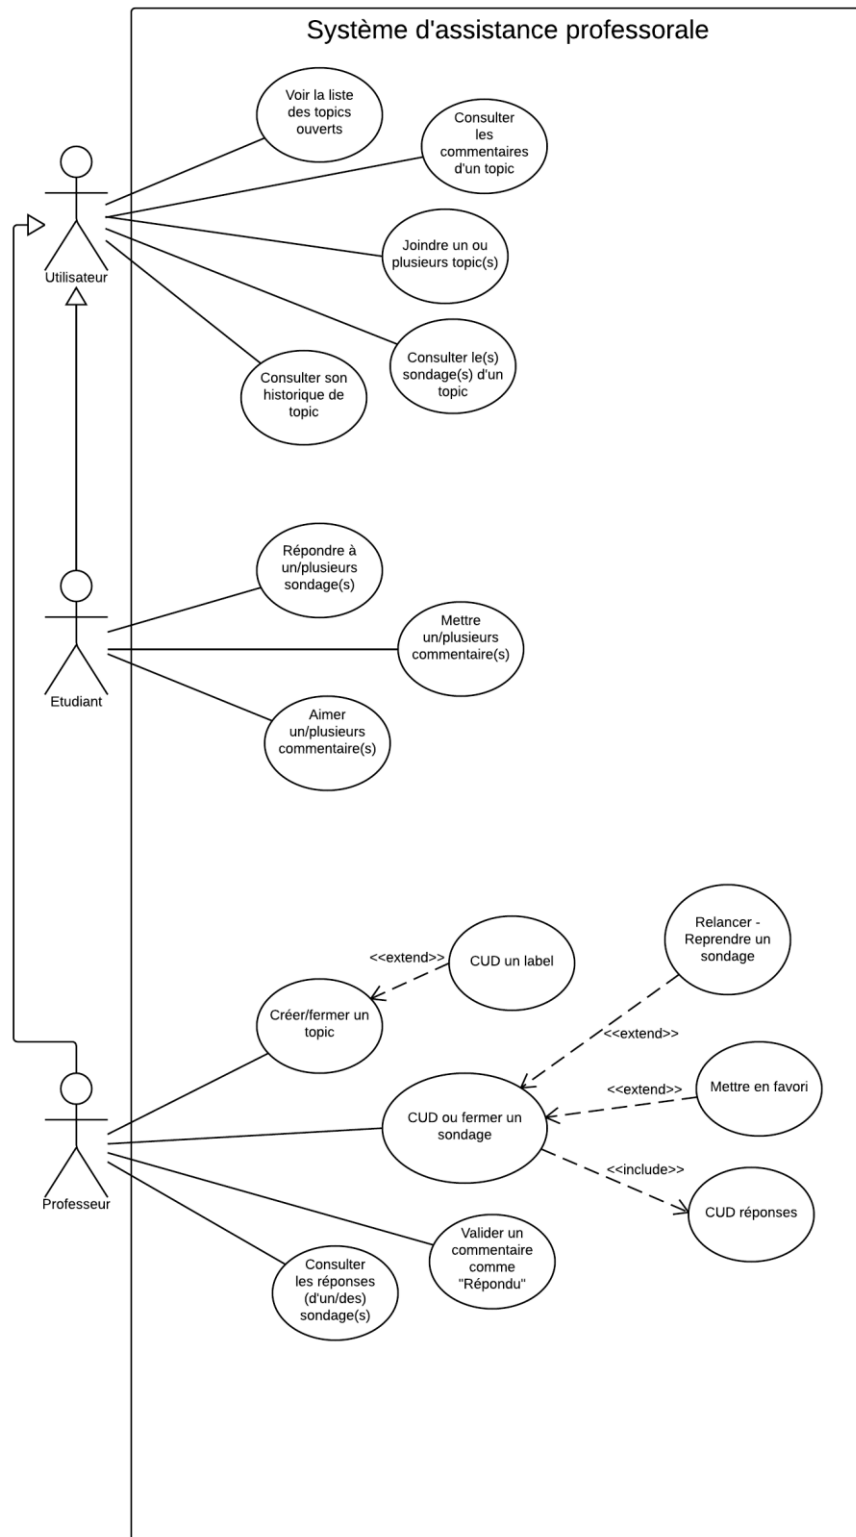 Système d'assistance professorale
Voir la liste
des topics
ouverts
Consulter
les
commentaires
d'un topic
Joindre un ou
plusieurs topic(s)
Utilisateur
Consulter le(s)
sondage(s) d'un
topic
Consulter son
historique de
topic
Répondre à
un/plusieurs
sondage(s)
Mettre
un/plusieurs
commentaire(s)
Etudiant
Aimer
un/plusieurs
commentaire(s)
Relancer -
Reprendre un
sondage
<<extend>>
CUD un label
Créer/fermer un
topic
<<extend>>
<<extend>>
Mettre en favori
CUD ou fermer un
sondage
<<include>>
CUD réponses
Professeur
Valider un
commentaire
comme
"Répondu"
Consulter
les réponses
(d'un/des)
sondage(s)